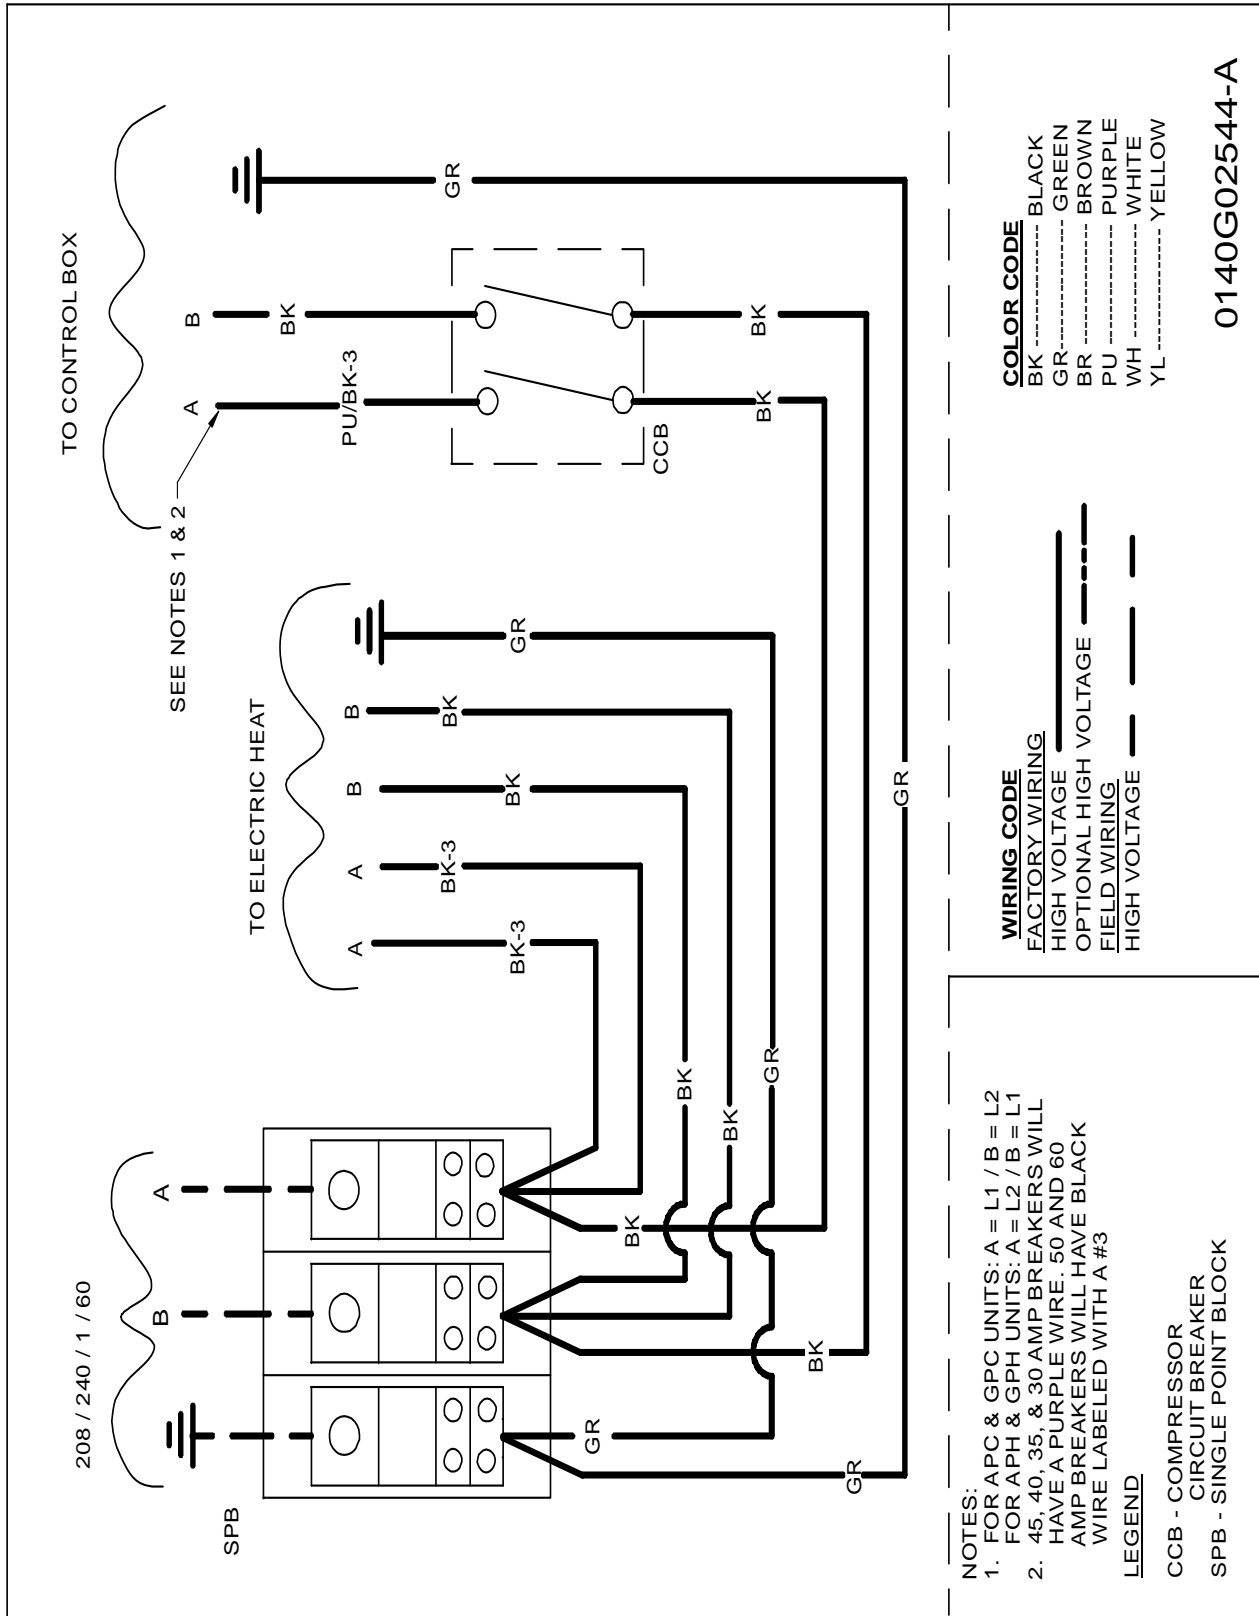 208 / 240 / 1 / 60
B
A
SPB
TO ELECTRIC HEAT
A
A
B
B
BK-3
BK-3
BK
BK
GR
TO CONTROL BOX
SEE NOTES 1 & 2
A
B
PU/BK-3
BK
GR
CCB
BK
BK
BK
BK
GR
BK
GR
BK
GR
GR
NOTES:
1. FOR APC & GPC UNITS: A = L1 / B = L2
FOR APH & GPH UNITS: A = L2 / B = L1
2. 45, 40, 35, & 30 AMP BREAKERS WILL
HAVE A PURPLE WIRE. 50 AND 60
AMP BREAKERS WILL HAVE BLACK
WIRE LABELED WITH A #3
LEGEND
CCB - COMPRESSOR
CIRCUIT BREAKER
SPB - SINGLE POINT BLOCK
WIRING CODE
FACTORY WIRING
HIGH VOLTAGE
OPTIONAL HIGH VOLTAGE
FIELD WIRING
HIGH VOLTAGE
COLOR CODE
BK ------------ BLACK
GR------------- GREEN
BR ------------ BROWN
PU ------------ PURPLE
WH ------------ WHITE
YL ------------- YELLOW
0140G02544-A